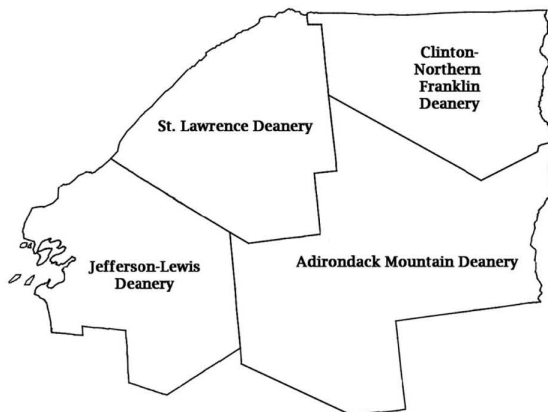 Clinton-
Northern
Franklin
Deanery
St. Lawrence Deanery
Jefferson-Lewis
Deanery
Adirondack Mountain Deanery